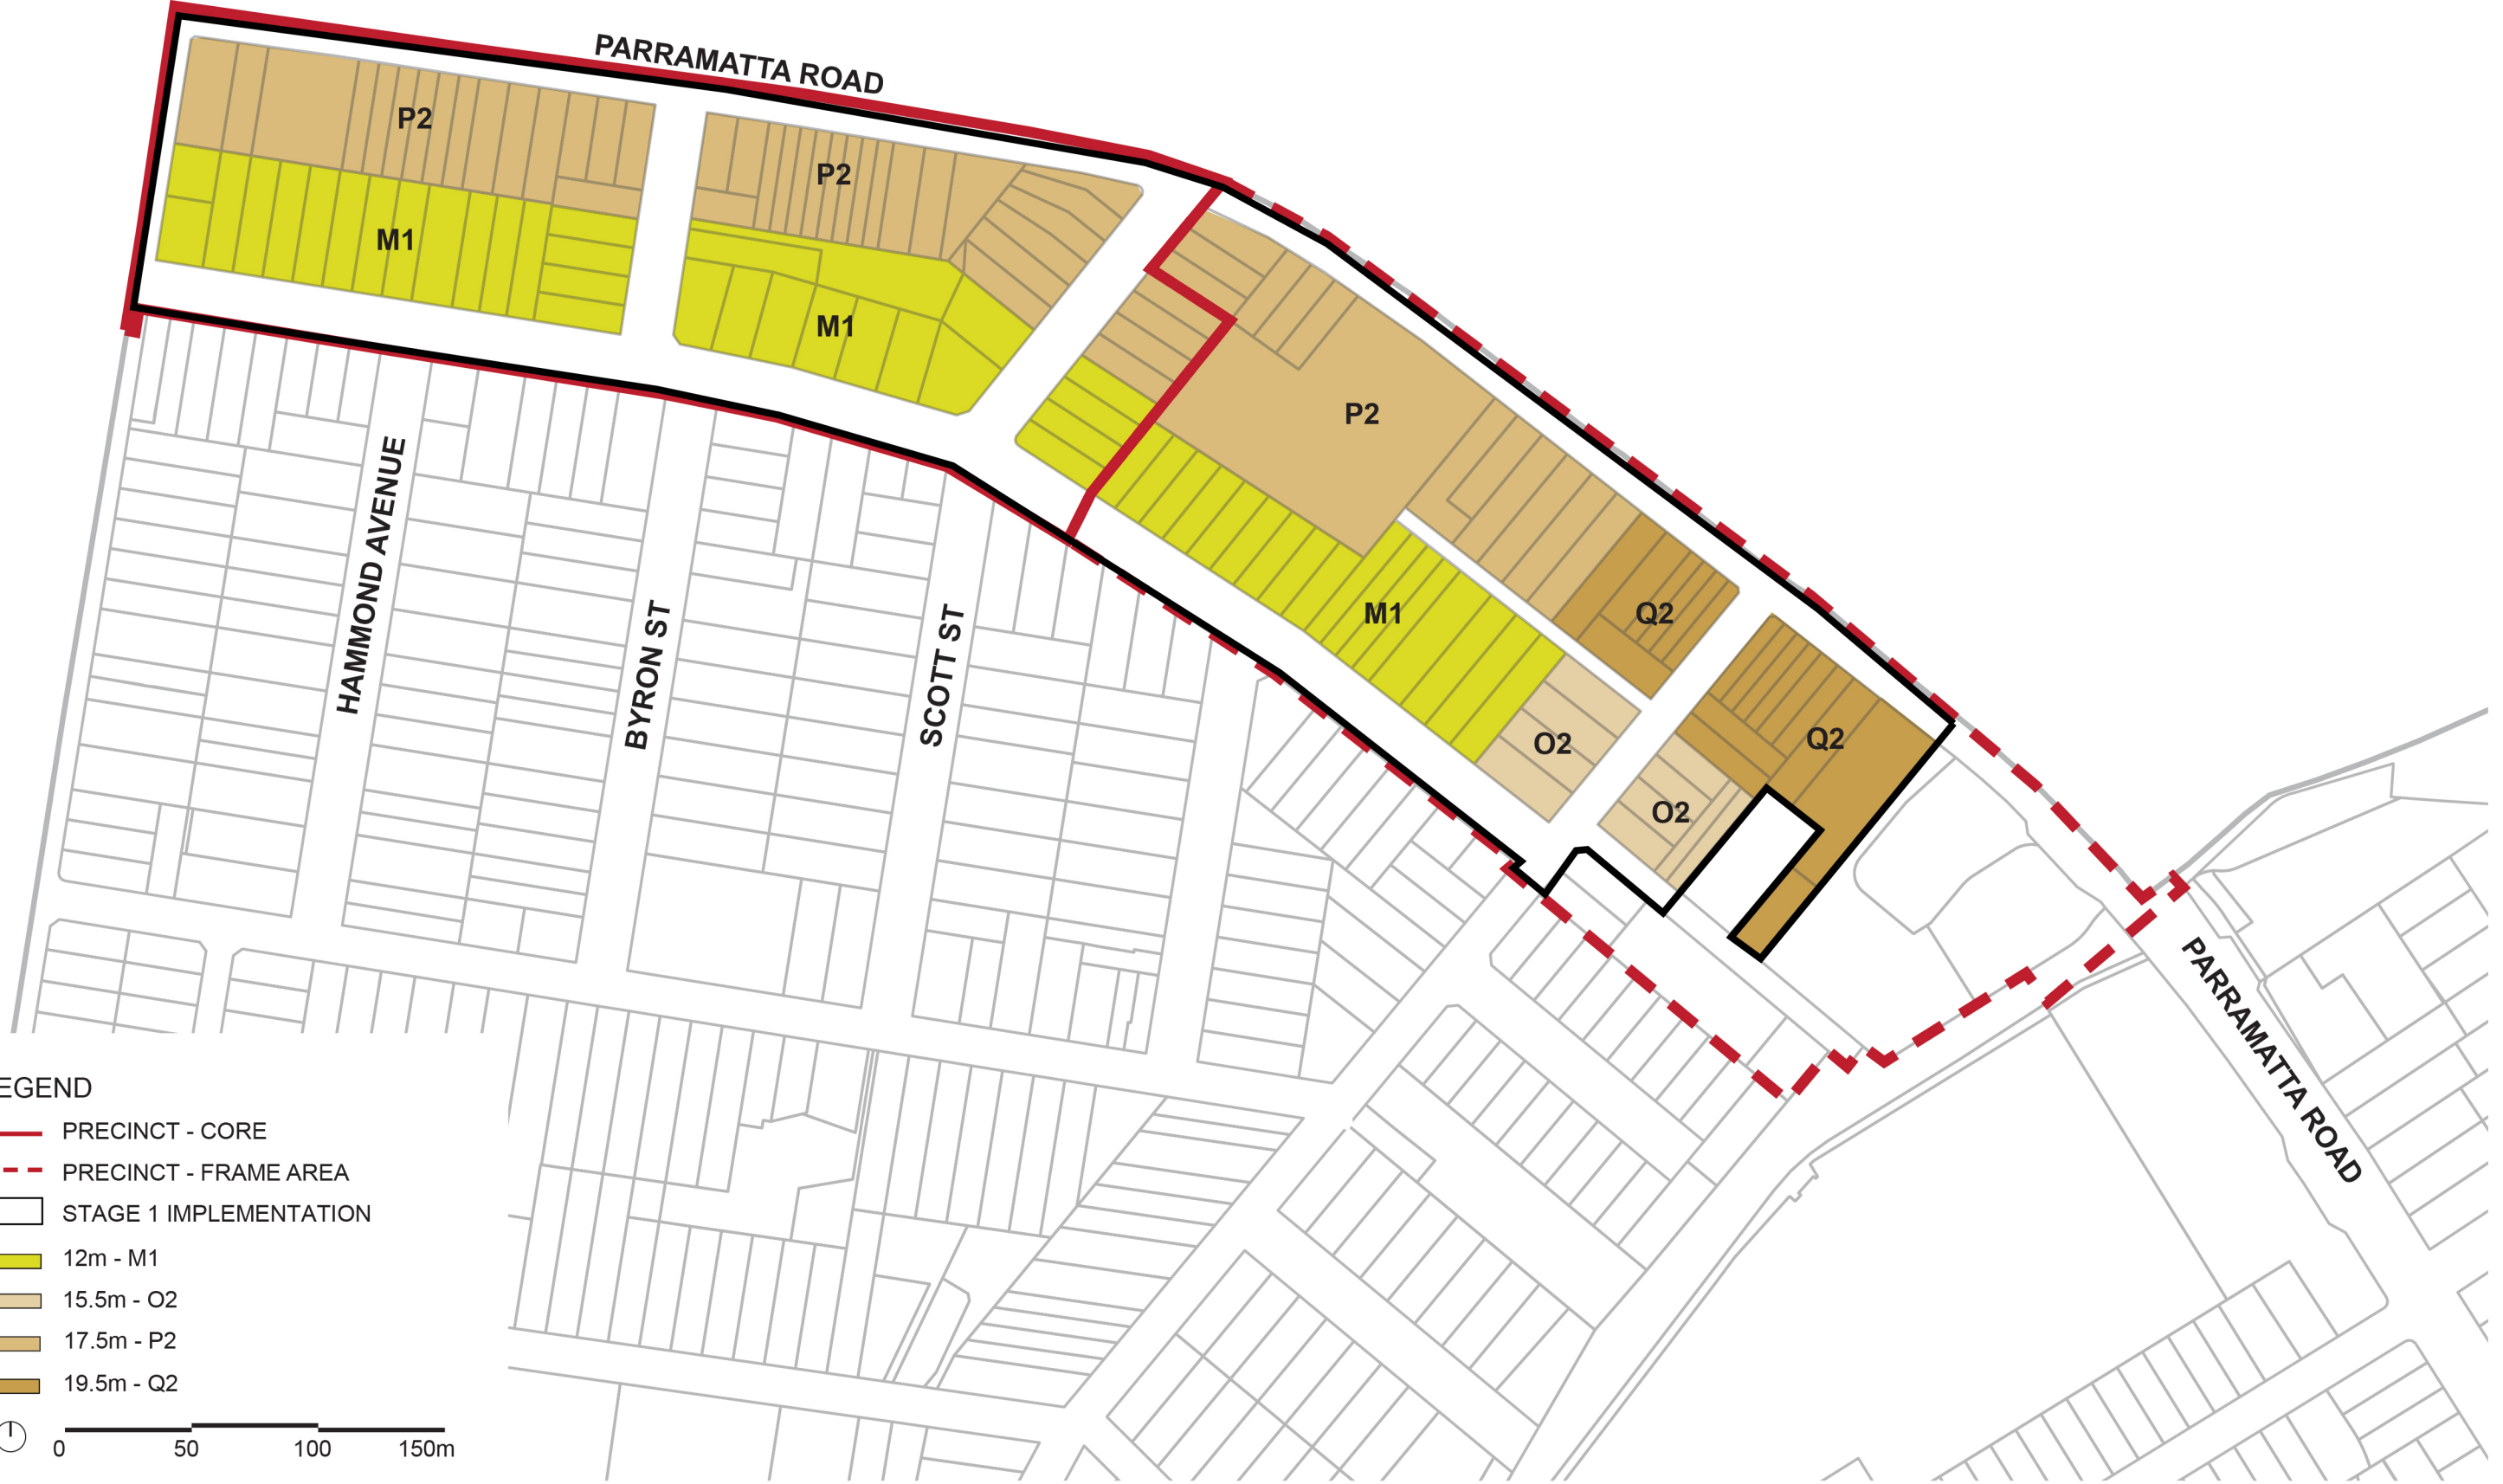 PARRAMATTA ROAD
P2
P2
M1
M1
P2
M1
Q2
Q2
O2
O2
HAMMOND AVENUE
BYRON ST
SCOTT ST
PARRAMATTA ROAD
EGEND
PRECINCT - CORE
PRECINCT - FRAME AREA
STAGE 1 IMPLEMENTATION
12m - M1
15.5m - O2
17.5m - P2
19.5m - Q2
0 50 100 150m